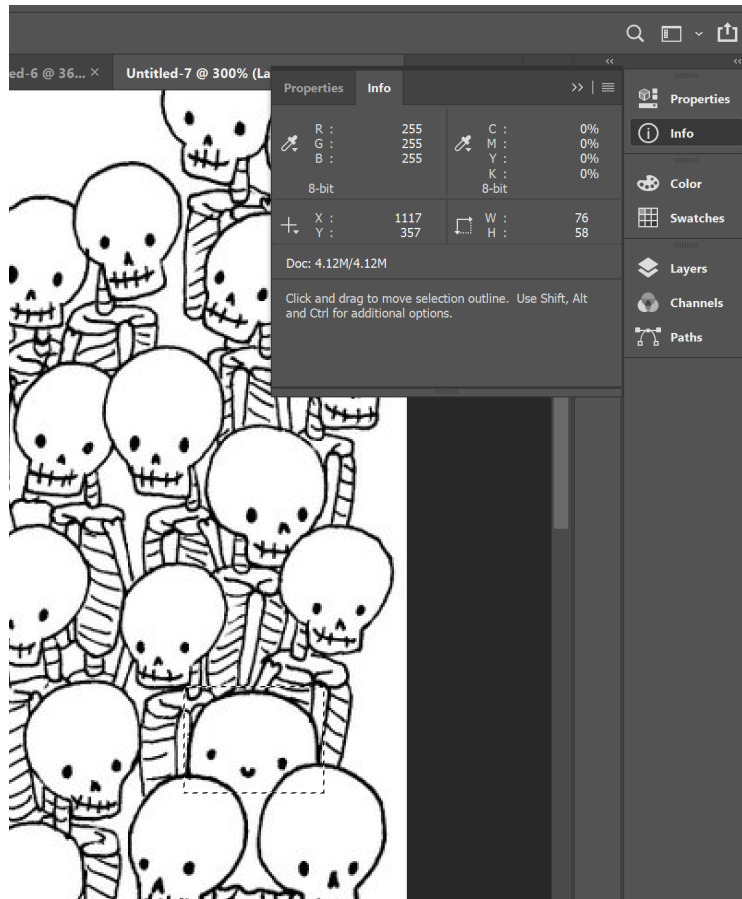 ed-6 @ 36... ×
Untitled-7 @ 300% (La
Properties Info
R : 255
G : 255
B : 255
8-bit
C : 0%
M : 0%
Y : 0%
K : 0%
8-bit
X : 1117
Y : 357
W : 76
H : 58
Doc: 4.12M/4.12M
Click and drag to move selection outline. Use Shift, Alt
and Ctrl for additional options.
Properties
Info
Color
Swatches
Layers
Channels
Paths